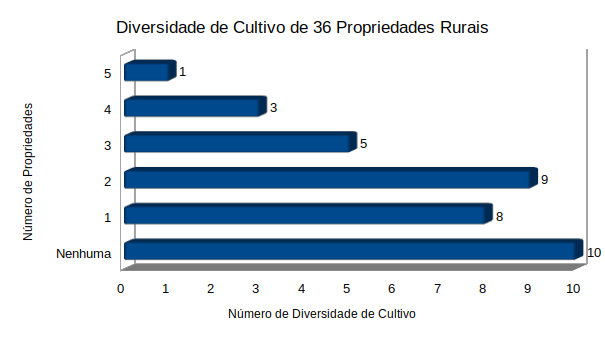 Diversidade de Cultivo de 36 Propriedades Rurais
Número de Propriedades
5 1
4 3
3 5
2 9
1 8
Nenhuma 10
0 1 2 3 4 5 6 7 8 9 10
Número de Diversidade de Cultivo